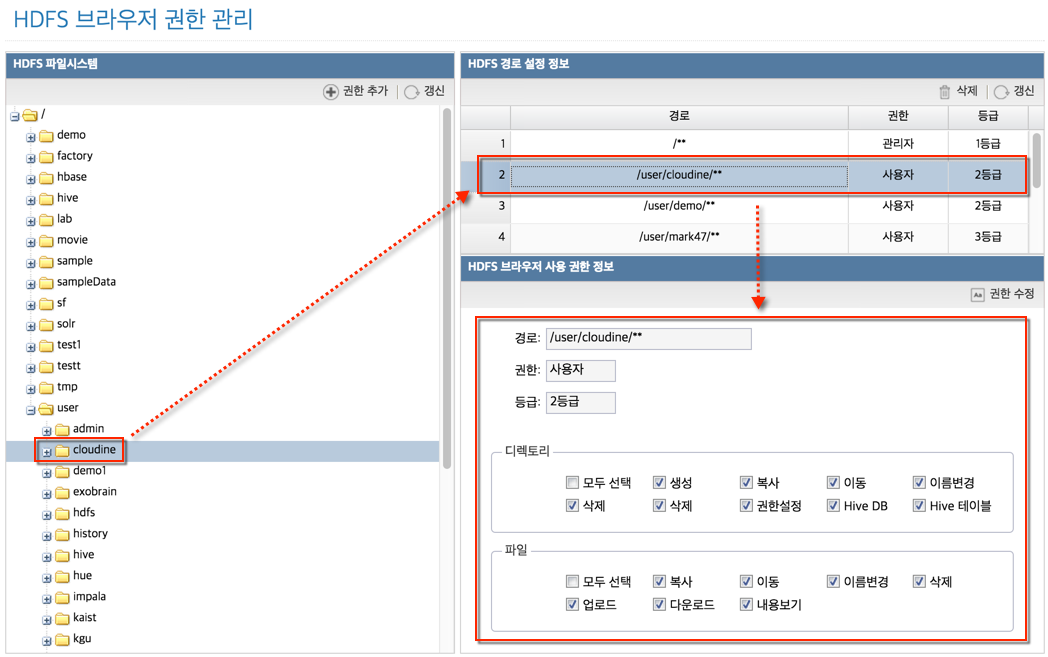 HDFS 브라우저 권한 관리
HDFS 파일시스템
권한 추가 갱신
/
demo
factory
hbase
hive
lab
movie
sample
sampleData
sf
solr
test1
testt
tmp
user
admin
cloudine
demo1
exobrain
hdfs
history
hive
hue
impala
kaist
kgu
HDFS 경로 설정 정보
삭제 갱신
경로 권한 등급
1 /** 관리자 1등급
2 /user/cloudine/** 사용자 2등급
3 /user/demo/** 사용자 2등급
4 /user/mark47/** 사용자 3등급
HDFS 브라우저 사용 권한 정보
Aa 권한 수정
경로: /user/cloudine/**
권한: 사용자
등급: 2등급
디렉토리
모두 선택 생성 복사 이동 이름변경
삭제 삭제 권한설정 Hive DB Hive 테이블
파일
모두 선택 복사 이동 이름변경 삭제
업로드 다운로드 내용보기